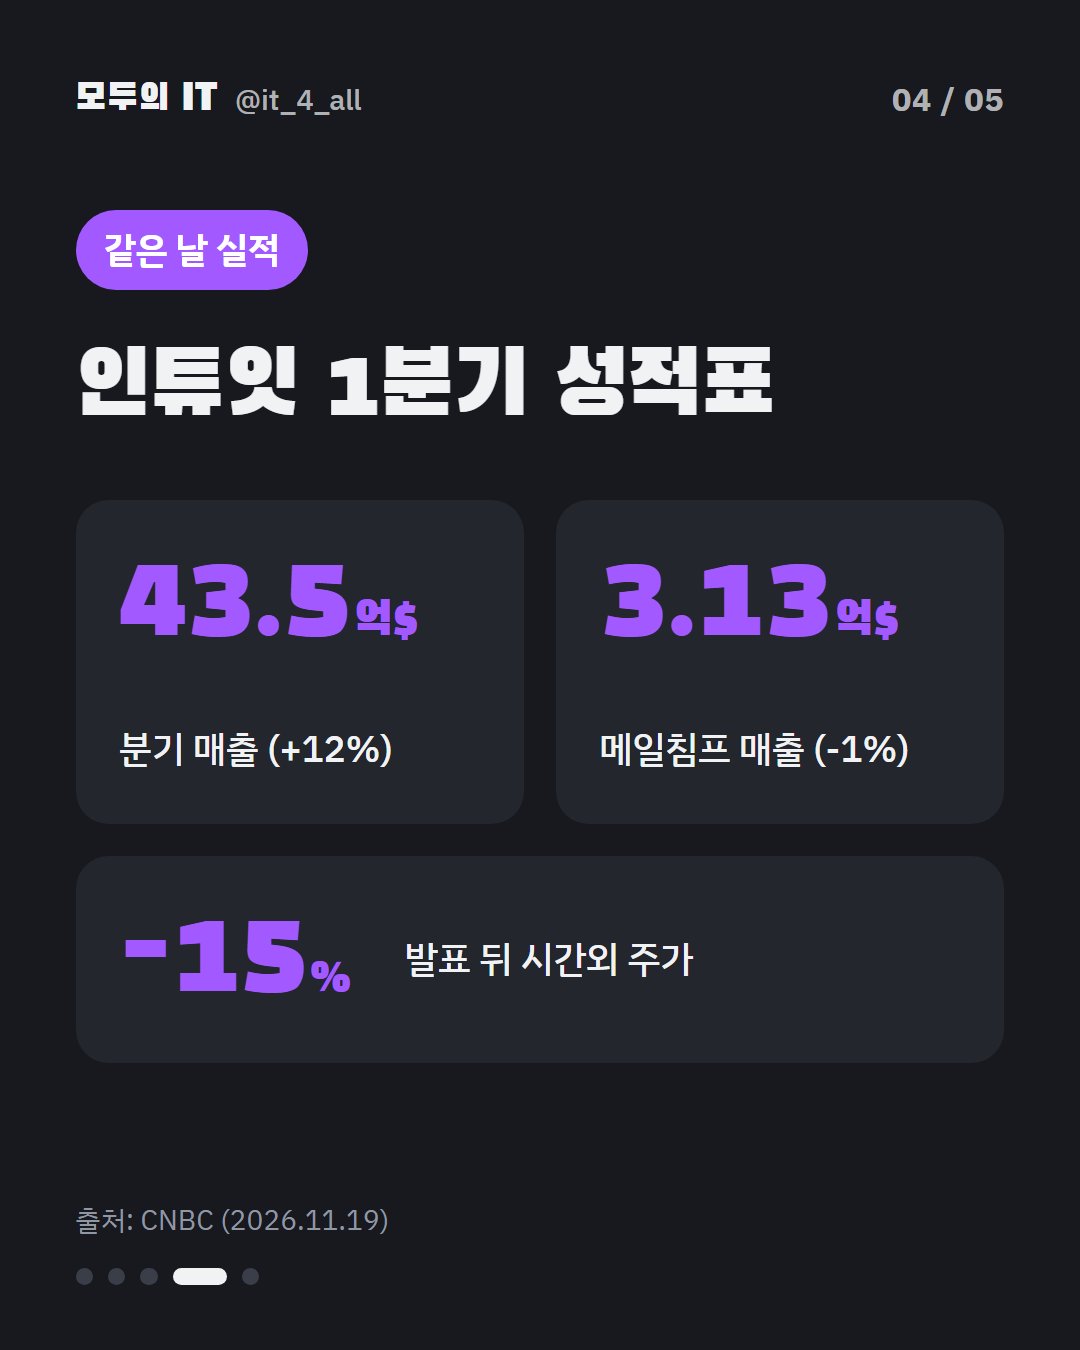 모두의 IT @it_4_all 04 / 05
같은 날 실적
인튜잇 1분기 성적표
43.5억$
분기 매출 (+12%)
3.13억$
메일침프 매출 (-1%)
-15% 발표 뒤 시간외 주가
출처: CNBC (2026.11.19)